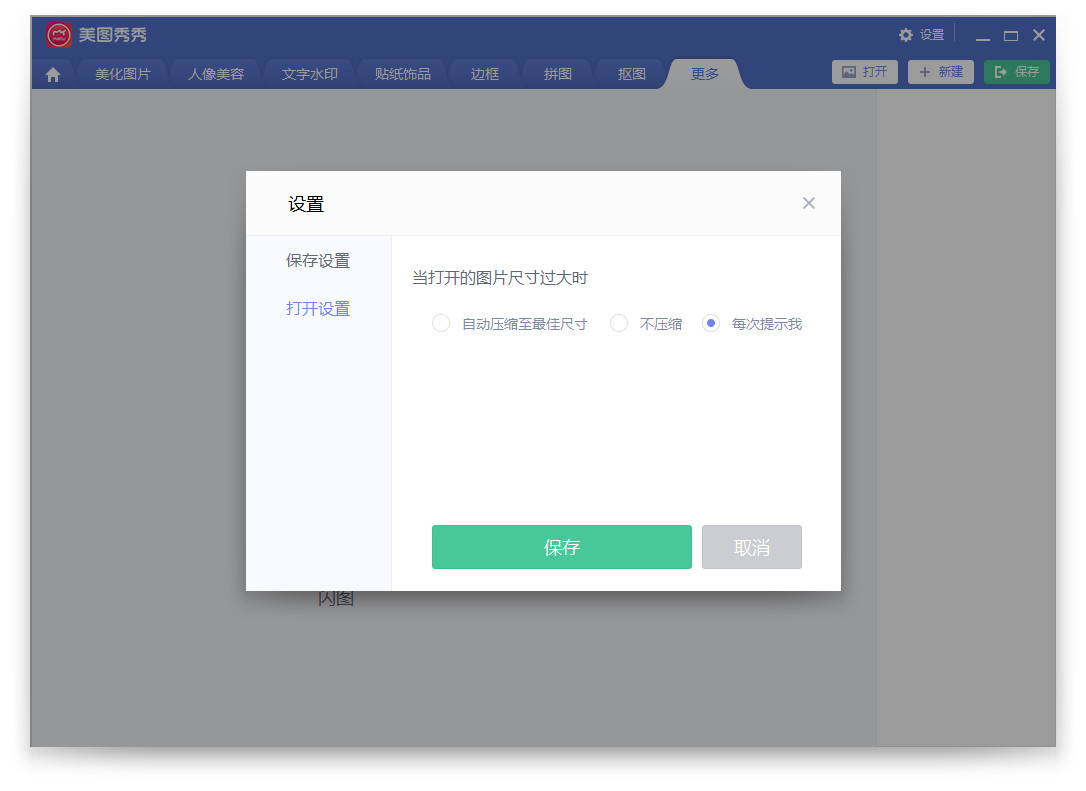 美图秀秀
设置
美化图片 人像美容 文字水印 贴纸饰品 边框 拼图 抠图 更多 打开 新建 保存
设置
保存设置
打开设置
当打开的图片尺寸过大时
自动压缩至最佳尺寸 不压缩 每次提示我
保存 取消
闪图